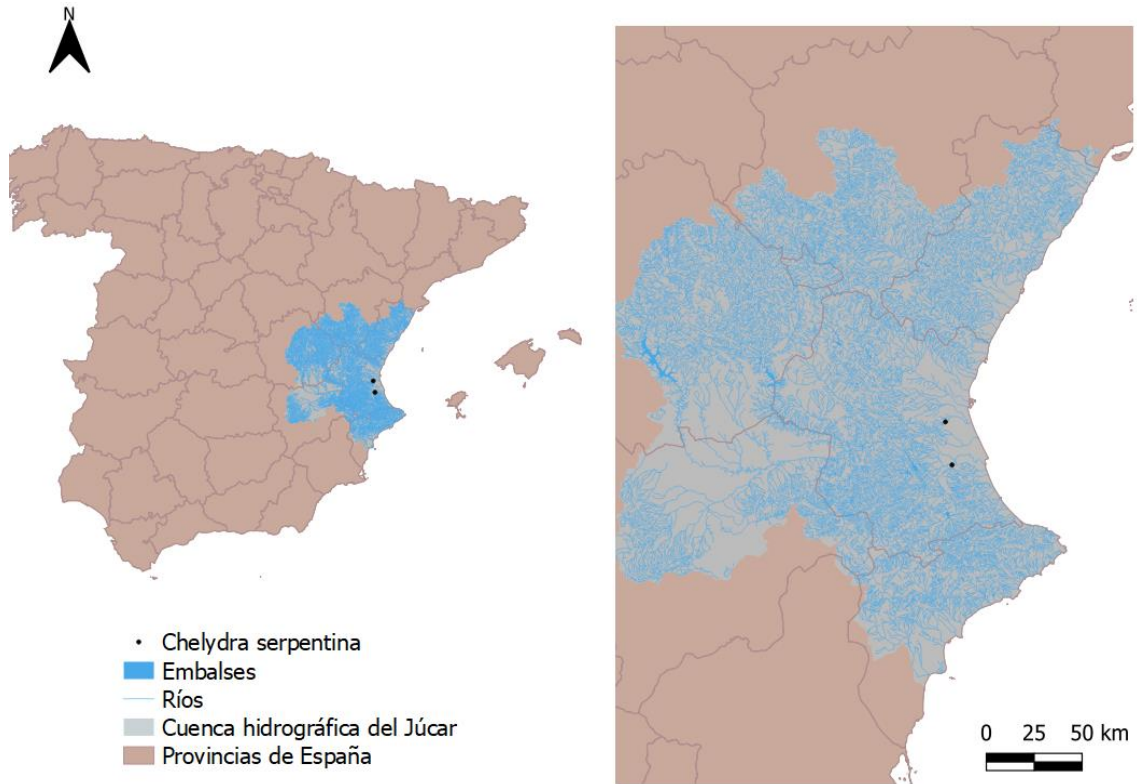 N
Chelydra serpentina
Embalses
Ríos
Cuenca hidrográfica del Júcar
Provincias de España
0 25 50 km